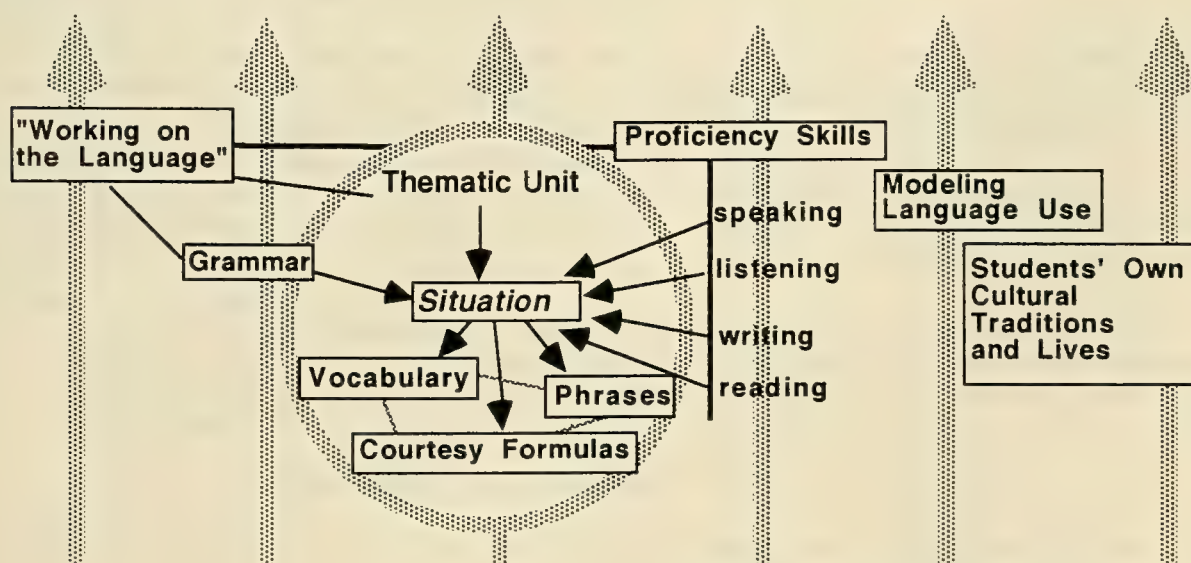 "Working on
the Language"
Proficiency Skills
Thematic Unit
Modeling
Language Use
speaking
Grammar
listening
Students' Own
Cultural
Traditions
and Lives
Situation
writing
Vocabulary
Phrases
reading
Courtesy Formulas